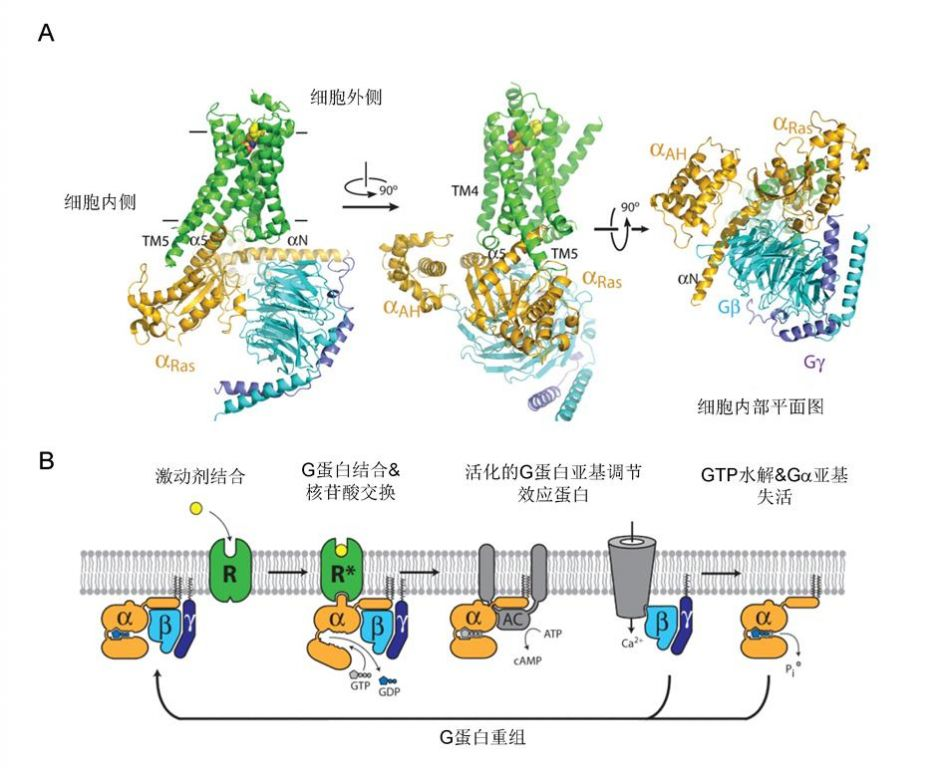 A
细胞外侧
细胞内侧
TM5
α5
αN
αRas
90°
TM4
α5
TM5
αRas
αAH
90°
αAH
αRas
αN
Gβ
Gγ
细胞内部平面图
B
激动剂结合
G蛋白结合&
核苷酸交换
活化的G蛋白亚基调节
效应蛋白
GTP水解&Gα亚基
失活
R
α
β
γ
R*
α
β
γ
GTP
GDP
α
AC
ATP
cAMP
Ca²⁺
β
γ
α
Pi
G蛋白重组